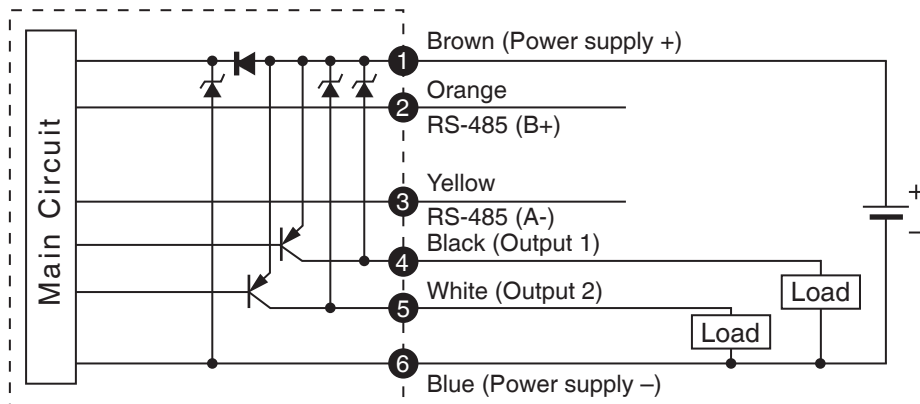 Main Circuit
1
Brown (Power supply +)
2
Orange
RS-485 (B+)
3
Yellow
RS-485 (A-)
4
Black (Output 1)
5
White (Output 2)
6
Blue (Power supply –)
Load
Load
+
–